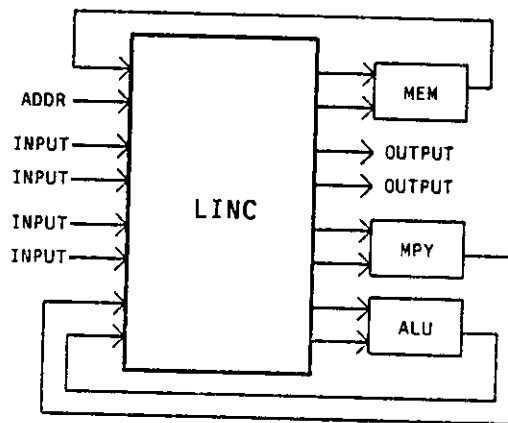 MEM
ADDR
INPUT
OUTPUT
INPUT
OUTPUT
LINC
INPUT
MPY
INPUT
ALU